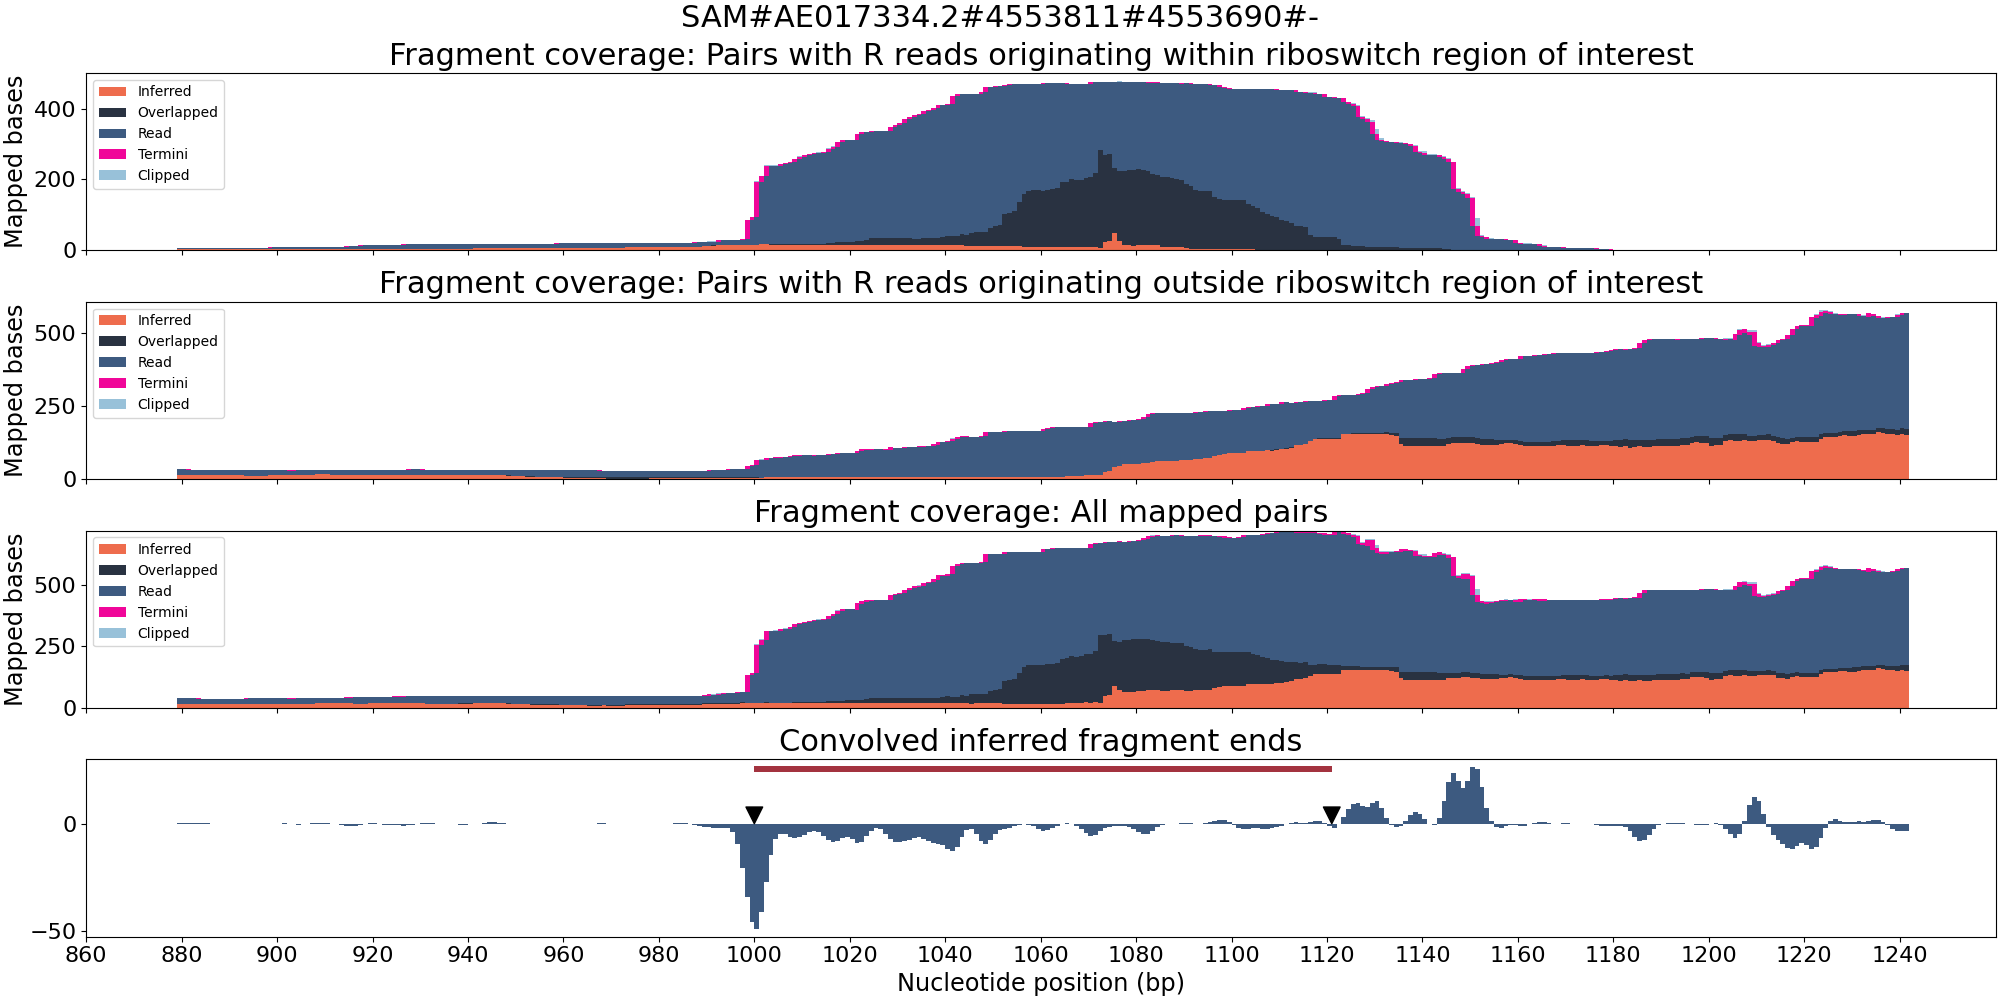 SAM#AE017334.2#4553811#4553690#-
Fragment coverage: Pairs with R reads originating within riboswitch region of interest
Mapped bases
400
200
0
Inferred
Overlapped
Read
Termini
Clipped
Fragment coverage: Pairs with R reads originating outside riboswitch region of interest
Mapped bases
500
250
0
Inferred
Overlapped
Read
Termini
Clipped
Fragment coverage: All mapped pairs
Mapped bases
500
250
0
Inferred
Overlapped
Read
Termini
Clipped
Convolved inferred fragment ends
0
−50
860 880 900 920 940 960 980 1000 1020 1040 1060 1080 1100 1120 1140 1160 1180 1200 1220 1240
Nucleotide position (bp)